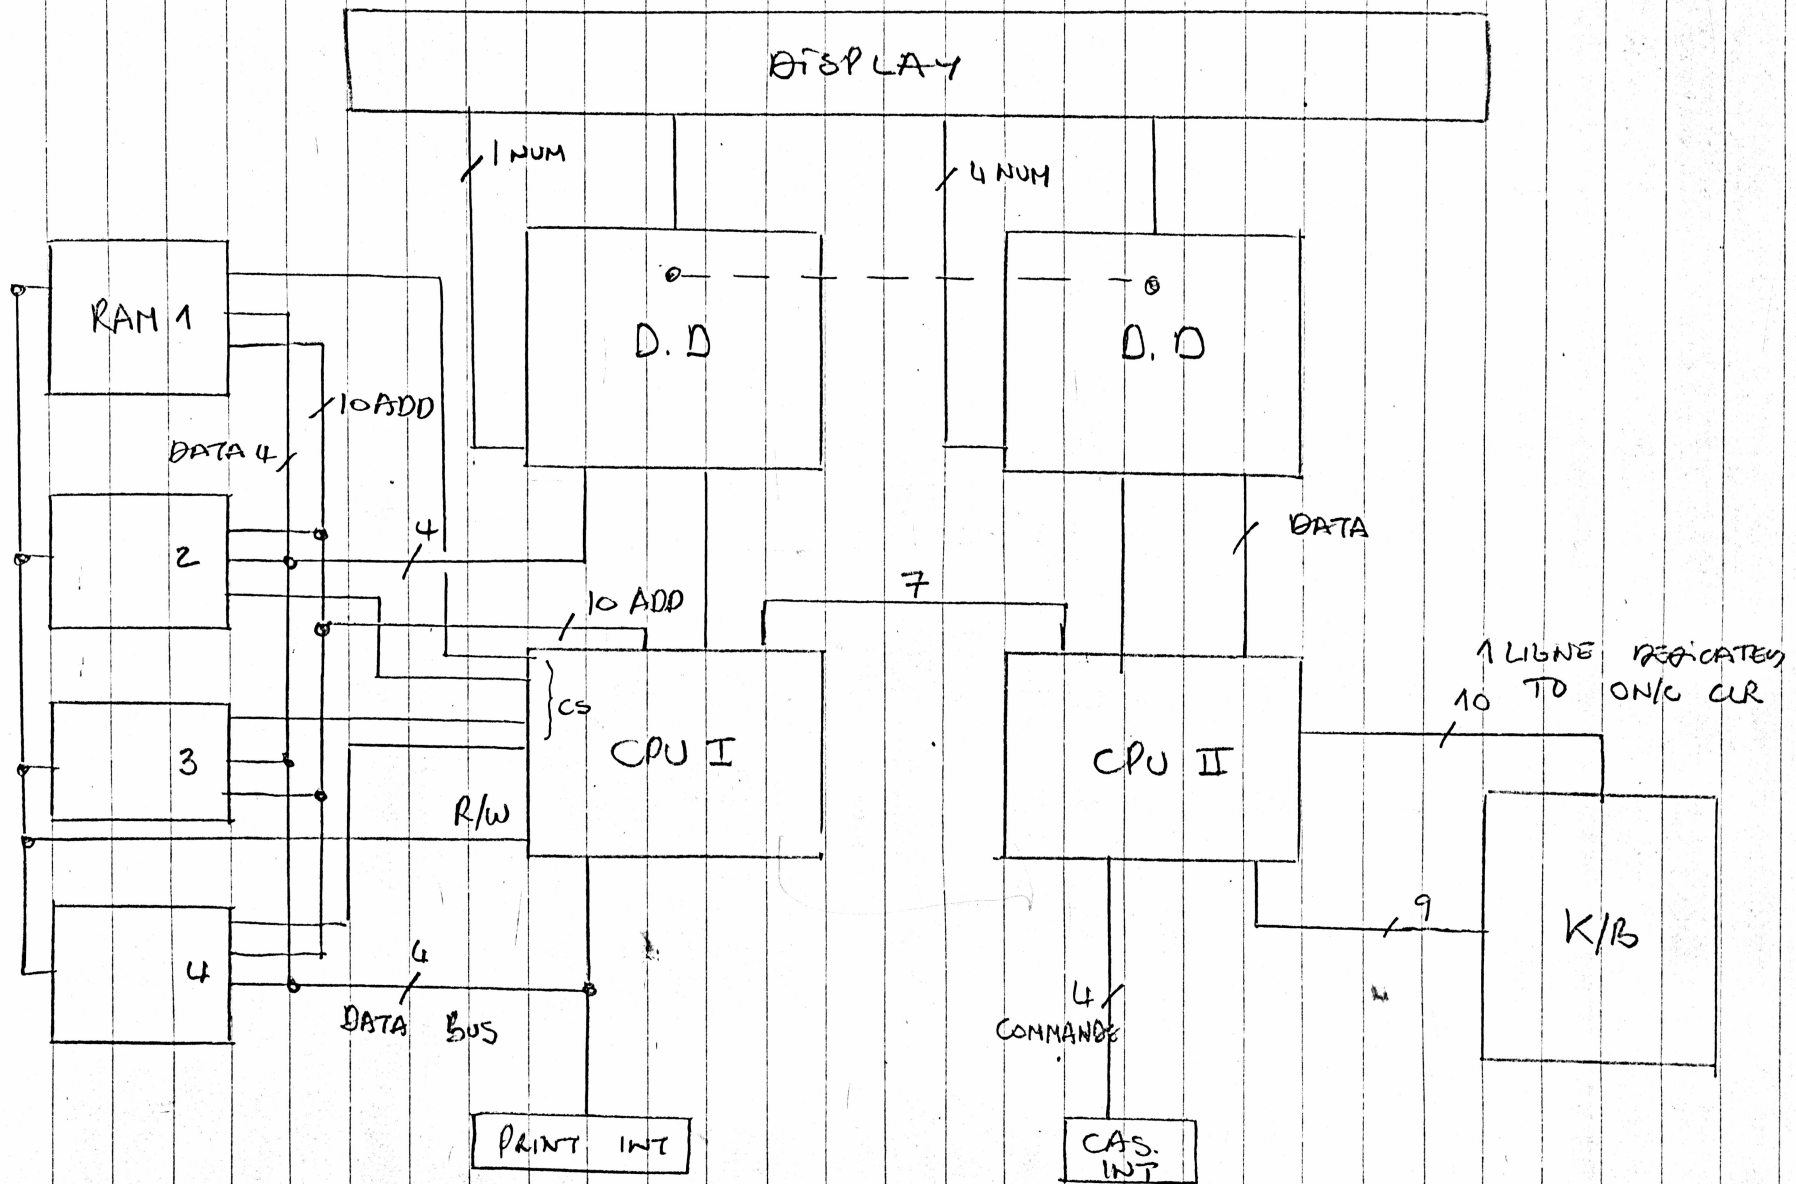 DISPLAY
1 NUM
4 NUM
RAM 1
D.D
D.D
10 ADD
DATA 4
2
4
DATA
10 ADD
7
1 LIGNE DEDICATED
TO ON/C CLR
10
CS
3
CPU I
CPU II
R/W
4
4
DATA BUS
9
K/B
4
COMMANDE
PRINT INT
CAS.
INT